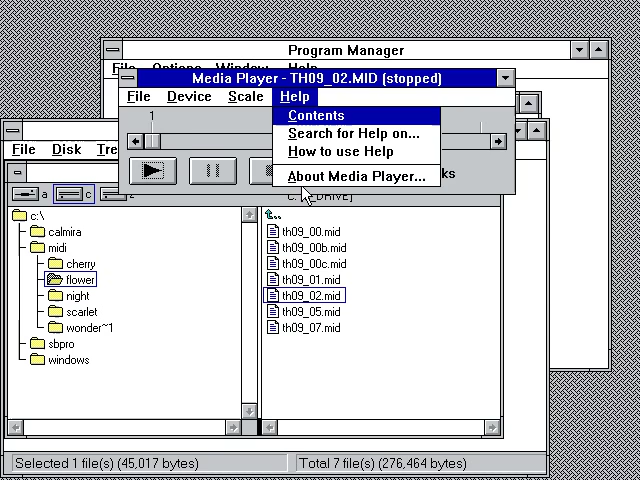 Program Manager
File Options Window Help
Media Player - TH09_02.MID (stopped)
File Device Scale Help
1
Contents
Search for Help on...
How to use Help
About Media Player...
File Disk Tre
a c
c:\
calmira
midi
cherry
flower
night
scarlet
wonder~1
sbpro
windows
th09_00.mid
th09_00b.mid
th09_00c.mid
th09_01.mid
th09_02.mid
th09_05.mid
th09_07.mid
Selected 1 file(s) (45,017 bytes)
Total 7 file(s) (276,464 bytes)